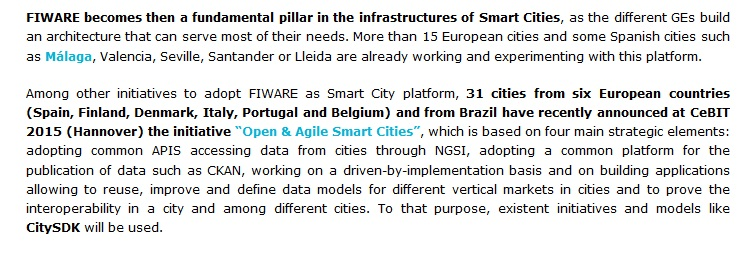 FIWARE becomes then a fundamental pillar in the infrastructures of Smart Cities, as the different GEs build
an architecture that can serve most of their needs. More than 15 European cities and some Spanish cities such
as Málaga, Valencia, Seville, Santander or Lleida are already working and experimenting with this platform.
Among other initiatives to adopt FIWARE as Smart City platform, 31 cities from six European countries
(Spain, Finland, Denmark, Italy, Portugal and Belgium) and from Brazil have recently announced at CeBIT
2015 (Hannover) the initiative "Open & Agile Smart Cities", which is based on four main strategic elements:
adopting common APIS accessing data from cities through NGSI, adopting a common platform for the
publication of data such as CKAN, working on a driven-by-implementation basis and on building applications
allowing to reuse, improve and define data models for different vertical markets in cities and to prove the
interoperability in a city and among different cities. To that purpose, existent initiatives and models like
CitySDK will be used.